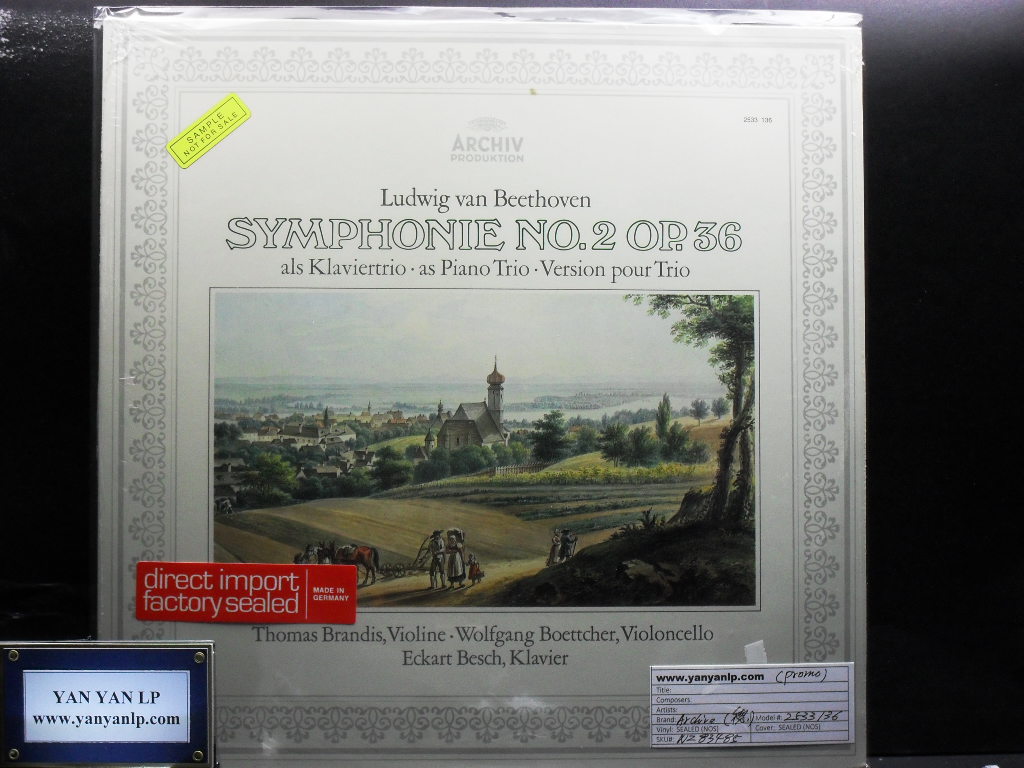 SAMPLE
NOT FOR SALE
2533 136
ARCHIV
PRODUKTION
Ludwig van Beethoven
SYMPHONIE NO. 2 OP. 36
als Klaviertrio · as Piano Trio · Version pour Trio
direct import
factory sealed
MADE IN
GERMANY
Thomas Brandis, Violine · Wolfgang Boettcher, Violoncello
Eckart Besch, Klavier
YAN YAN LP
www.yanyanlp.com
www.yanyanlp.com (promo)
Title:
Composers:
Artists:
Brand: Archive Model #: 2533136
Vinyl: SEALED (NOS) Cover: SEALED (NOS)
SKU#: